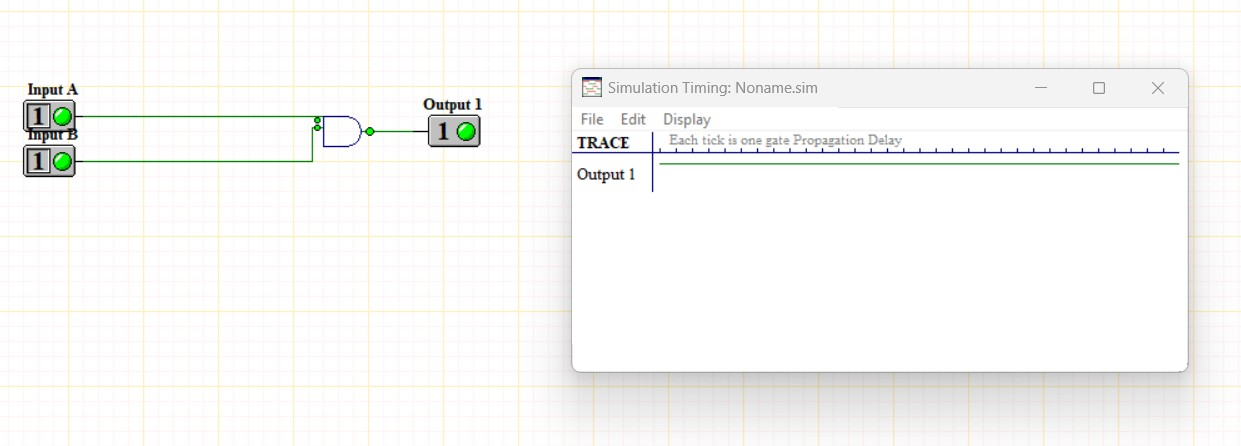 Input A
1
Input B
1
Output 1
1
Simulation Timing: Noname.sim
File Edit Display
TRACE Each tick is one gate Propagation Delay
Output 1